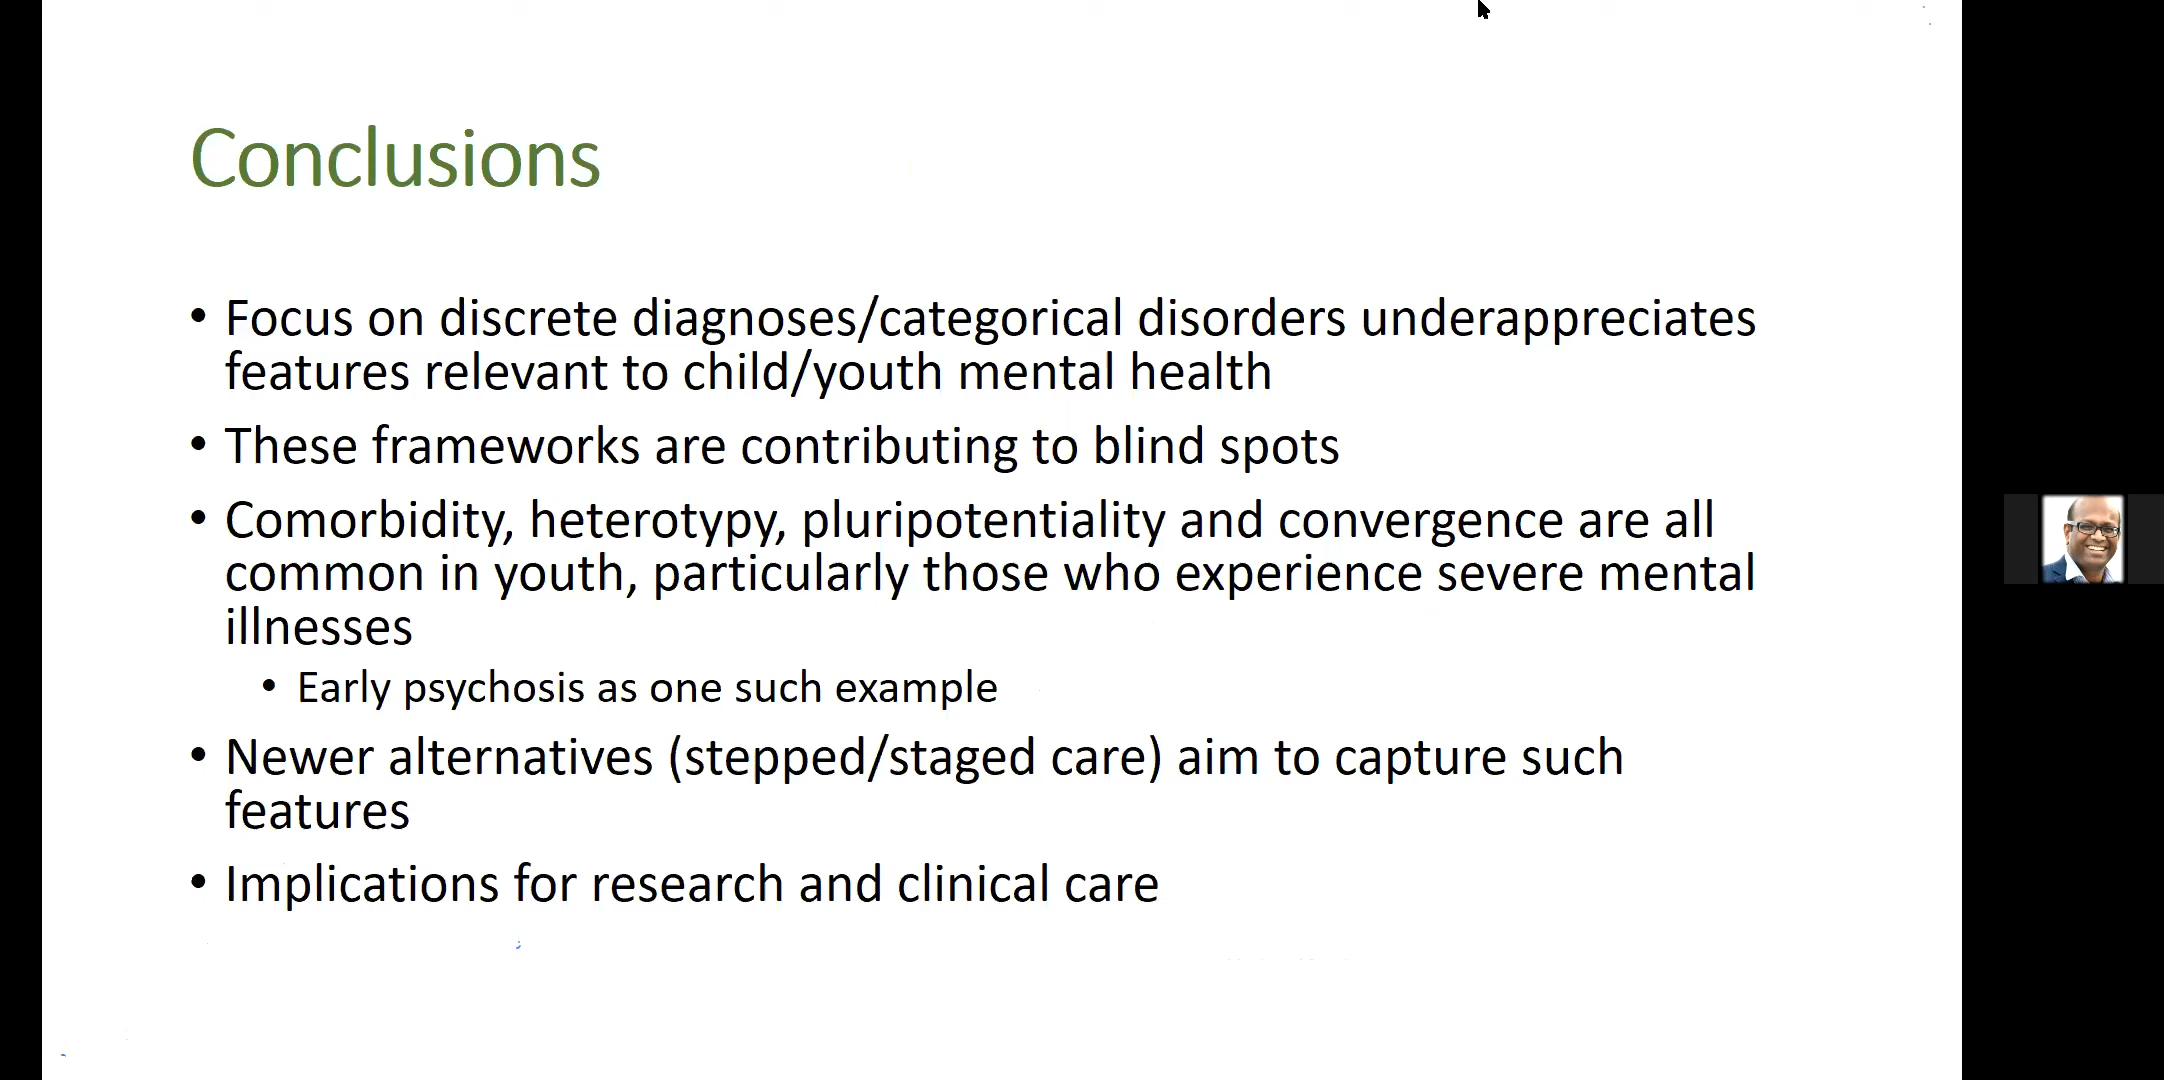 Conclusions
• Focus on discrete diagnoses/categorical disorders underappreciates
features relevant to child/youth mental health
• These frameworks are contributing to blind spots
• Comorbidity, heterotypy, pluripotentiality and convergence are all
common in youth, particularly those who experience severe mental
illnesses
• Early psychosis as one such example
• Newer alternatives (stepped/staged care) aim to capture such
features
• Implications for research and clinical care